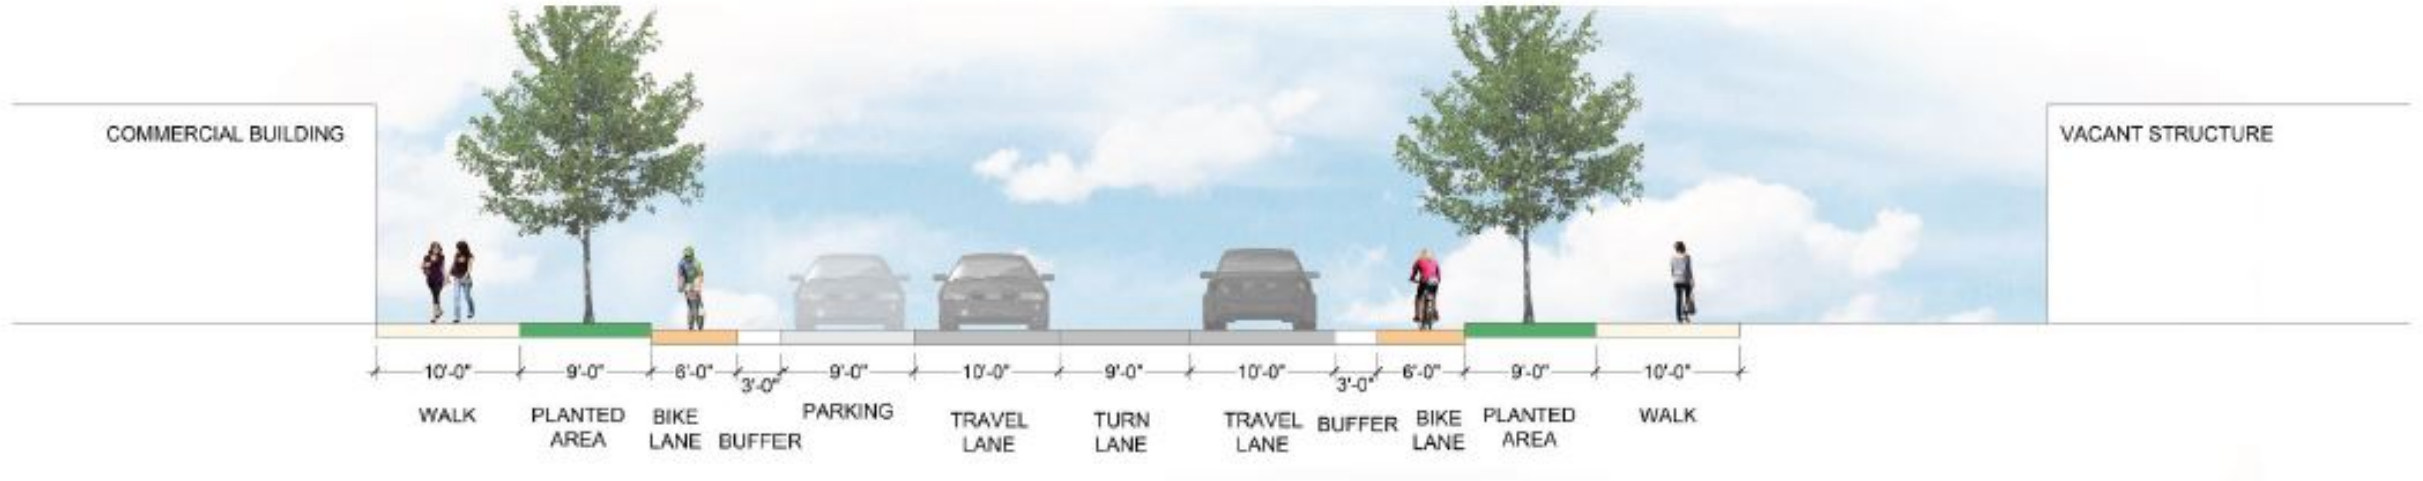 COMMERCIAL BUILDING
VACANT STRUCTURE
10'-0"
9'-0"
6'-0"
3'-0"
9'-0"
10'-0"
9'-0"
10'-0"
3'-0"
6'-0"
9'-0"
10'-0"
WALK
PLANTED
AREA
BIKE
LANE
BUFFER
PARKING
TRAVEL
LANE
TURN
LANE
TRAVEL
LANE
BUFFER
BIKE
LANE
PLANTED
AREA
WALK